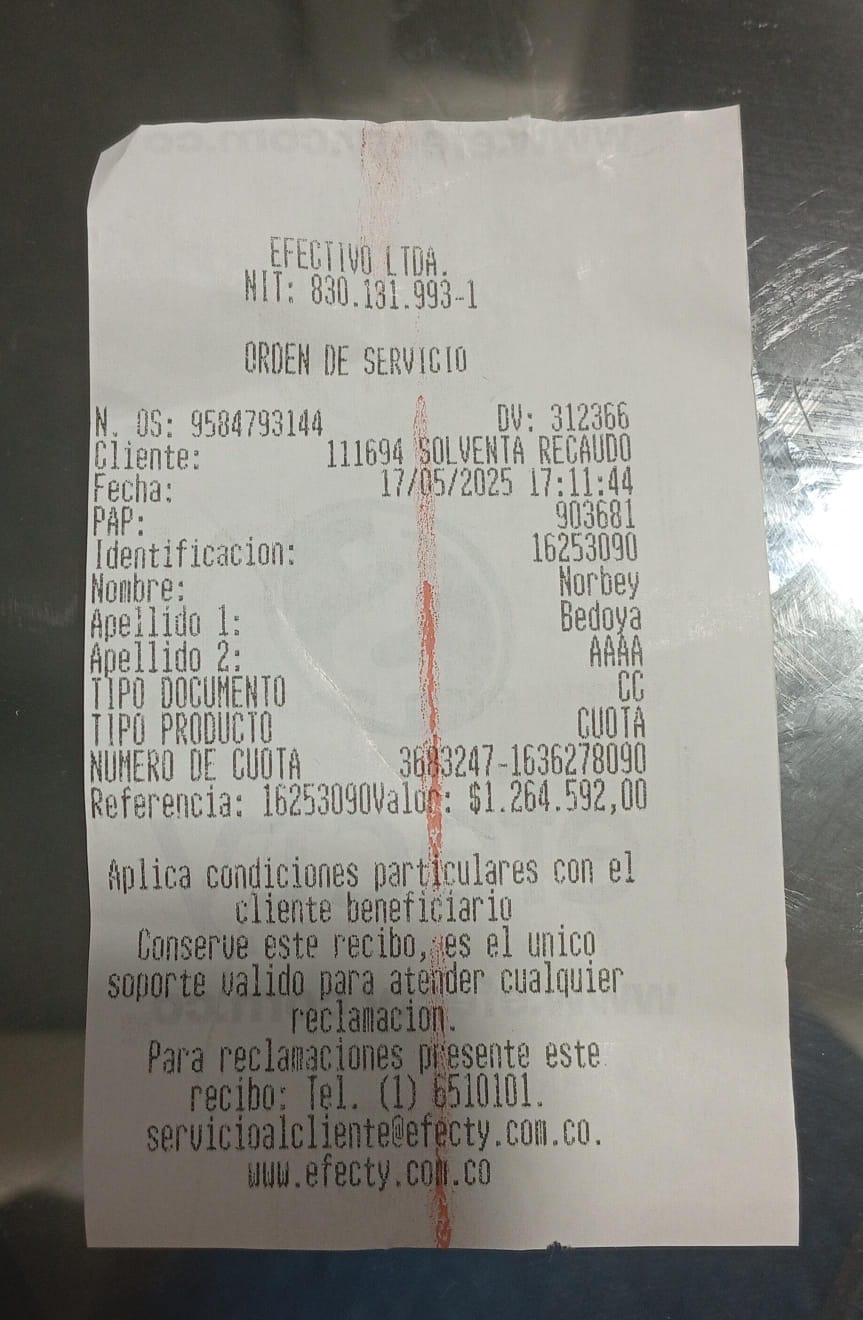 EFECTIVO LTDA.
NIT: 830.131.993-1
ORDEN DE SERVICIO
N. OS: 9584793144 DV: 312366
Cliente: 111694 SOLVENTA RECAUDO
Fecha: 17/05/2025 17:11:44
PAP: 903681
Identificacion: 16253090
Nombre: Norbey
Apellido 1: Bedoya
Apellido 2: AAAA
TIPO DOCUMENTO CC
TIPO PRODUCTO CUOTA
NUMERO DE CUOTA 3683247-1636278090
Referencia: 16253090Valor: $1.264.592,00
Aplica condiciones particulares con el
cliente beneficiario
Conserve este recibo, es el unico
soporte valido para atender cualquier
reclamacion.
Para reclamaciones presente este
recibo: Tel. (1) 6510101.
servicioalcliente@efecty.com.co.
www.efecty.com.co